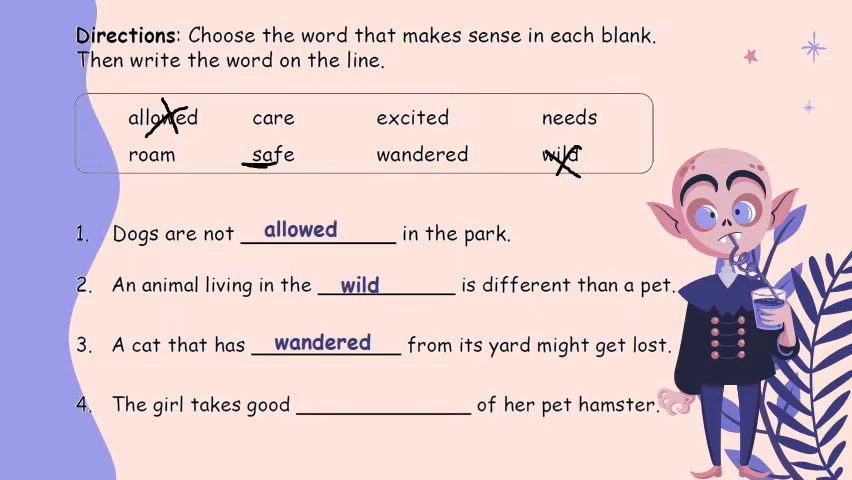 Directions: Choose the word that makes sense in each blank.
Then write the word on the line.
allowed care excited needs
roam safe wandered wild
1. Dogs are not allowed in the park.
2. An animal living in the wild is different than a pet.
3. A cat that has wandered from its yard might get lost.
4. The girl takes good ____________ of her pet hamster.